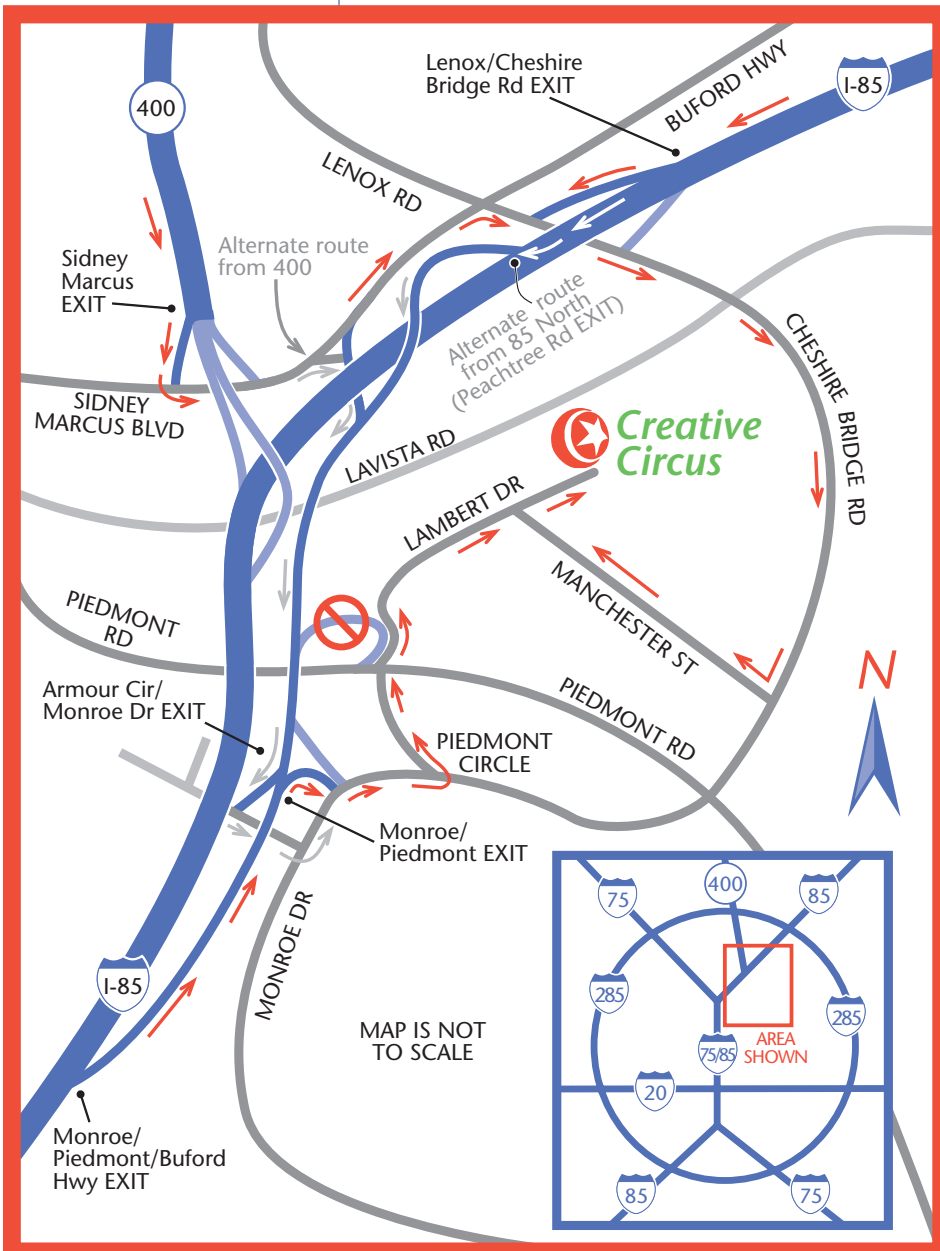 400
Lenox/Cheshire
Bridge Rd EXIT
BUFORD HWY
I-85
LENOX RD
Alternate route
from 400
Sidney
Marcus
EXIT
Alternate route
from 85 North
(Peachtree Rd EXIT)
SIDNEY
MARCUS BLVD
CHESHIRE BRIDGE RD
Creative
Circus
LAVISTA RD
LAMBERT DR
MANCHESTER ST
PIEDMONT
RD
PIEDMONT RD
N
Armour Cir/
Monroe Dr EXIT
PIEDMONT
CIRCLE
Monroe/
Piedmont EXIT
MONROE DR
I-85
MAP IS NOT
TO SCALE
Monroe/
Piedmont/Buford
Hwy EXIT
75
400
85
285
285
75/85
AREA
SHOWN
20
85
75